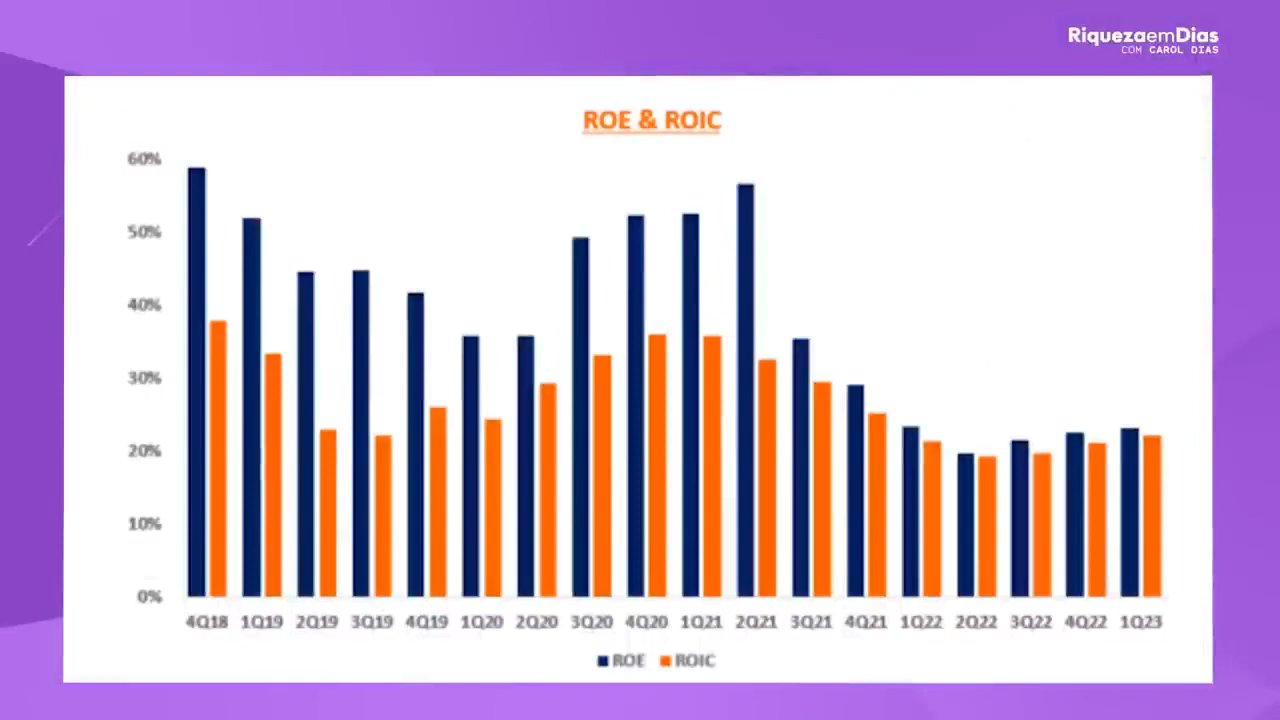 RiquezaemDias
COM CAROL DIAS
ROE & ROIC
60%
50%
40%
30%
20%
10%
0%
4Q18 1Q19 2Q19 3Q19 4Q19 1Q20 2Q20 3Q20 4Q20 1Q21 2Q21 3Q21 4Q21 1Q22 2Q22 3Q22 4Q22 1Q23
ROE ROIC